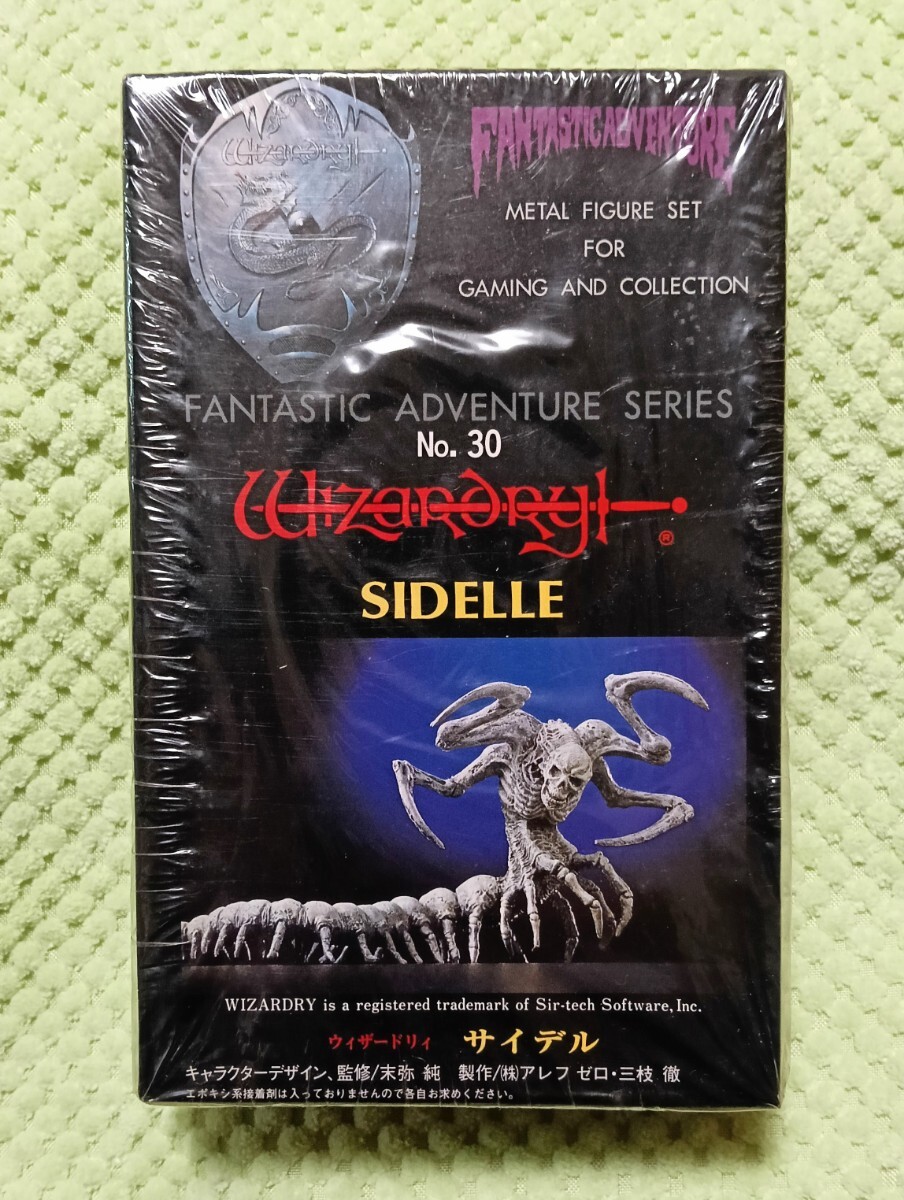 Wizardry
FANTASTIC ADVENTURE
METAL FIGURE SET
FOR
GAMING AND COLLECTION
FANTASTIC ADVENTURE SERIES
No. 30
Wizardry®
SIDELLE
WIZARDRY is a registered trademark of Sir-tech Software, Inc.
ウィザードリィ サイデル
キャラクターデザイン、監修/末弥 純 製作/㈱アレフ ゼロ・三枝 徹
エポキシ系接着剤は入っておりませんので各自お求めください。